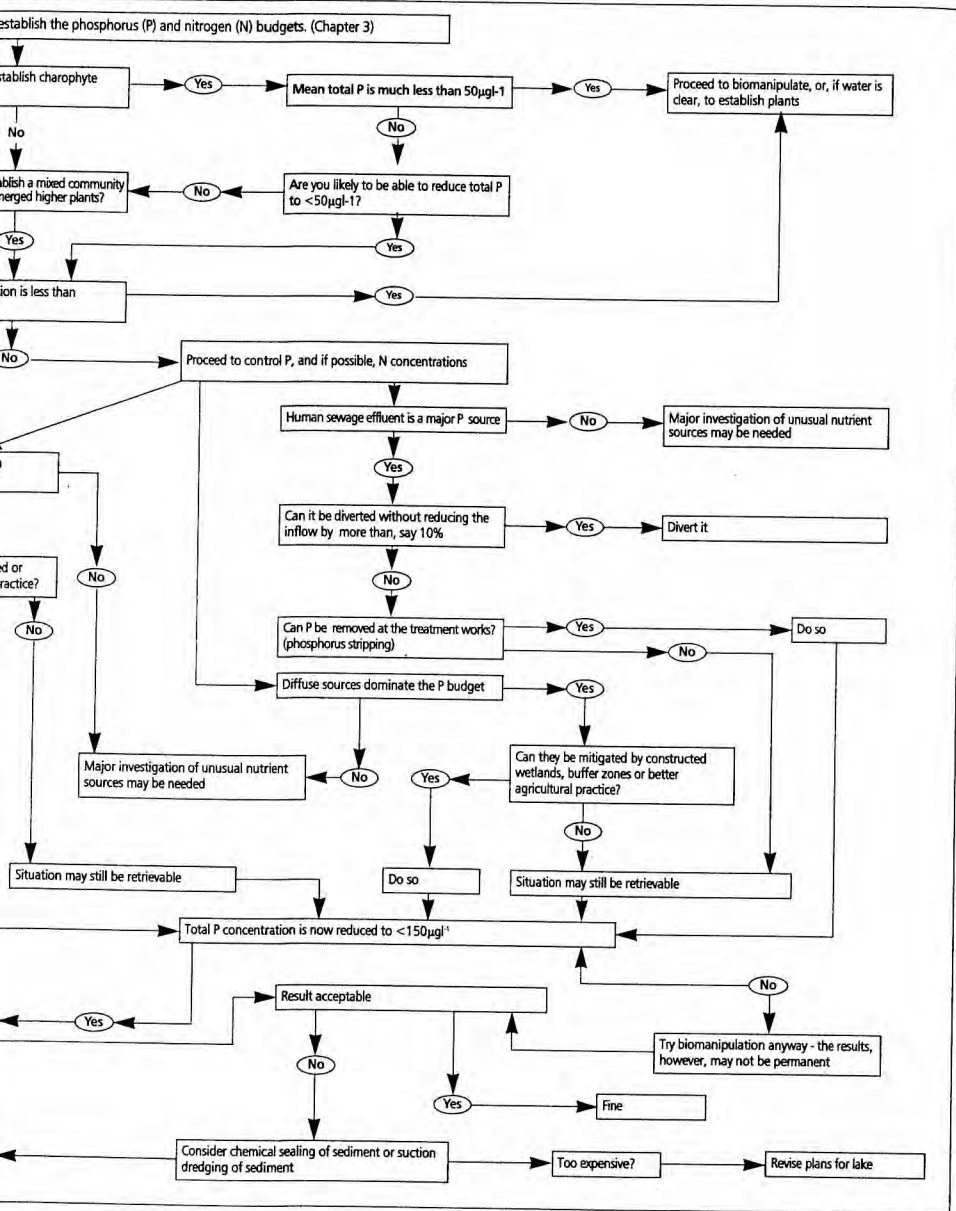 establish the phosphorus (P) and nitrogen (N) budgets. (Chapter 3)
stablish charophyte
Yes
Mean total P is much less than 50µgl-1
Yes
Proceed to biomanipulate, or, if water is
clear, to establish plants
No
No
blish a mixed community
merged higher plants?
No
Are you likely to be able to reduce total P
to <50µgl-1?
Yes
Yes
ion is less than
Yes
No
Proceed to control P, and if possible, N concentrations
Human sewage effluent is a major P source
No
Major investigation of unusual nutrient
sources may be needed
Yes
Can it be diverted without reducing the
inflow by more than, say 10%
Yes
Divert it
No
ed or
ractice?
No
No
Can P be removed at the treatment works?
(phosphorus stripping)
Yes
Do so
No
Diffuse sources dominate the P budget
Yes
Major investigation of unusual nutrient
sources may be needed
No
Yes
Can they be mitigated by constructed
wetlands, buffer zones or better
agricultural practice?
No
Situation may still be retrievable
Do so
Situation may still be retrievable
Total P concentration is now reduced to <150µgl-1
No
Result acceptable
Yes
Try biomanipulation anyway - the results,
however, may not be permanent
No
Yes
Fine
Consider chemical sealing of sediment or suction
dredging of sediment
Too expensive?
Revise plans for lake